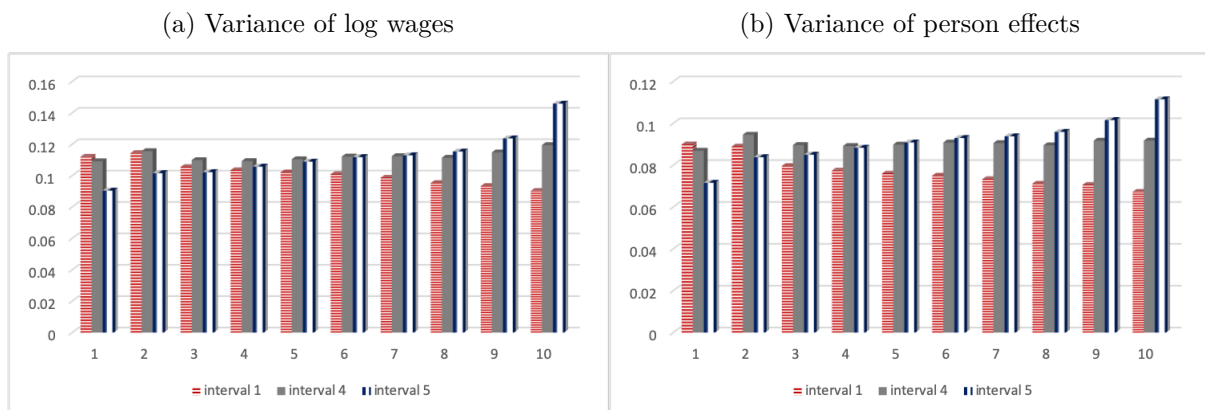 (a) Variance of log wages
0.16
0.14
0.12
0.1
0.08
0.06
0.04
0.02
0
1 2 3 4 5 6 7 8 9 10
interval 1 interval 4 interval 5
(b) Variance of person effects
0.12
0.1
0.08
0.06
0.04
0.02
0
1 2 3 4 5 6 7 8 9 10
interval 1 interval 4 interval 5